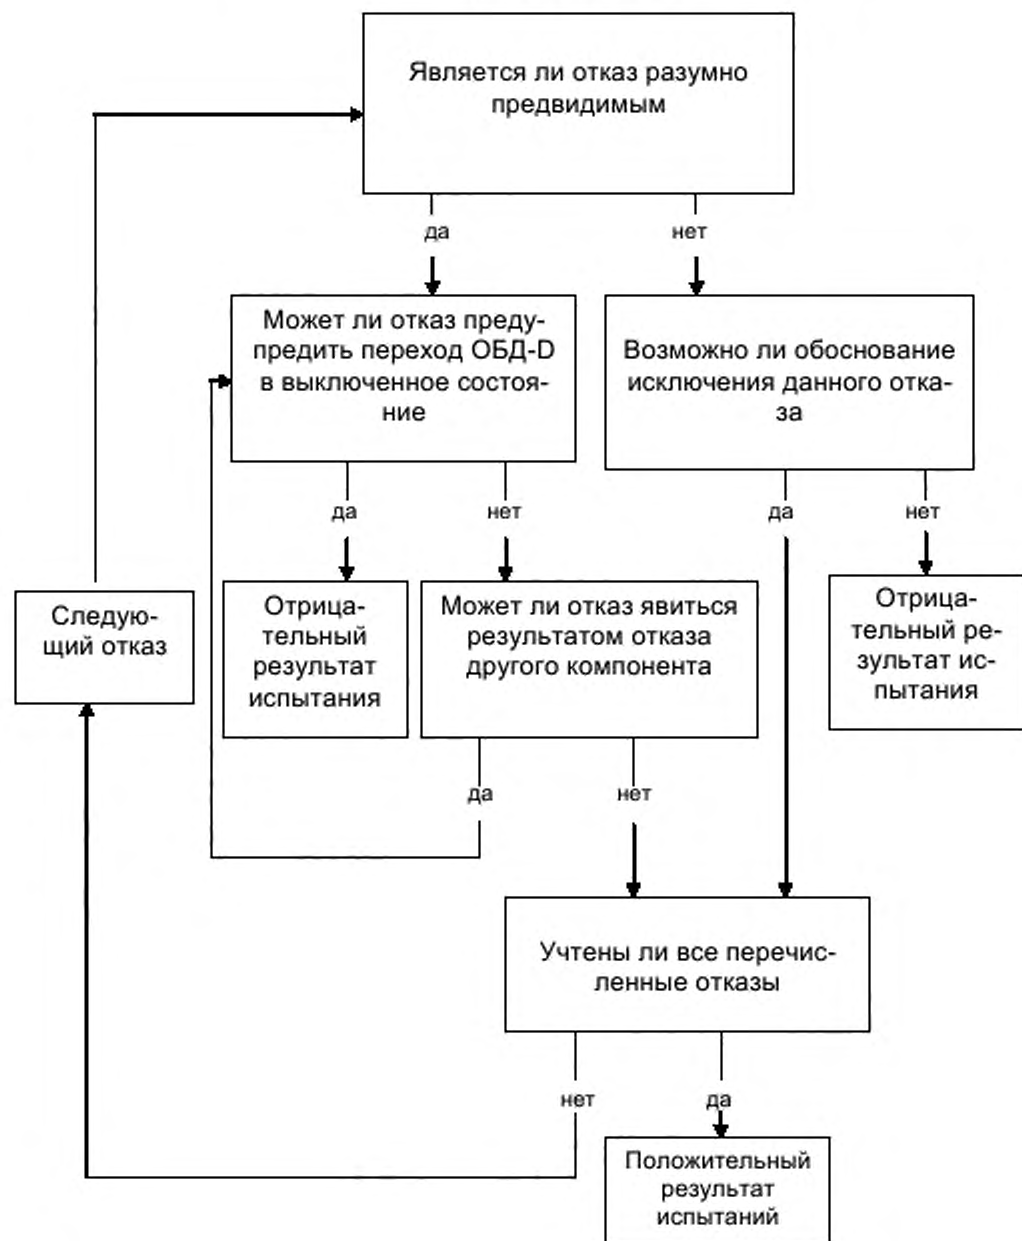 Является ли отказ разумно
предвидимым
да
нет
Может ли отказ преду-
предить переход ОБД-D
в выключенное состоя-
ние
Возможно ли обоснование
исключения данного отка-
за
да
нет
да
нет
Следую-
щий отказ
Отрица-
тельный
результат
испытания
Может ли отказ явиться
результатом отказа
другого компонента
Отрица-
тельный ре-
зультат ис-
пытания
да
нет
Учтены ли все перечис-
ленные отказы
нет
да
Положительный
результат
испытаний